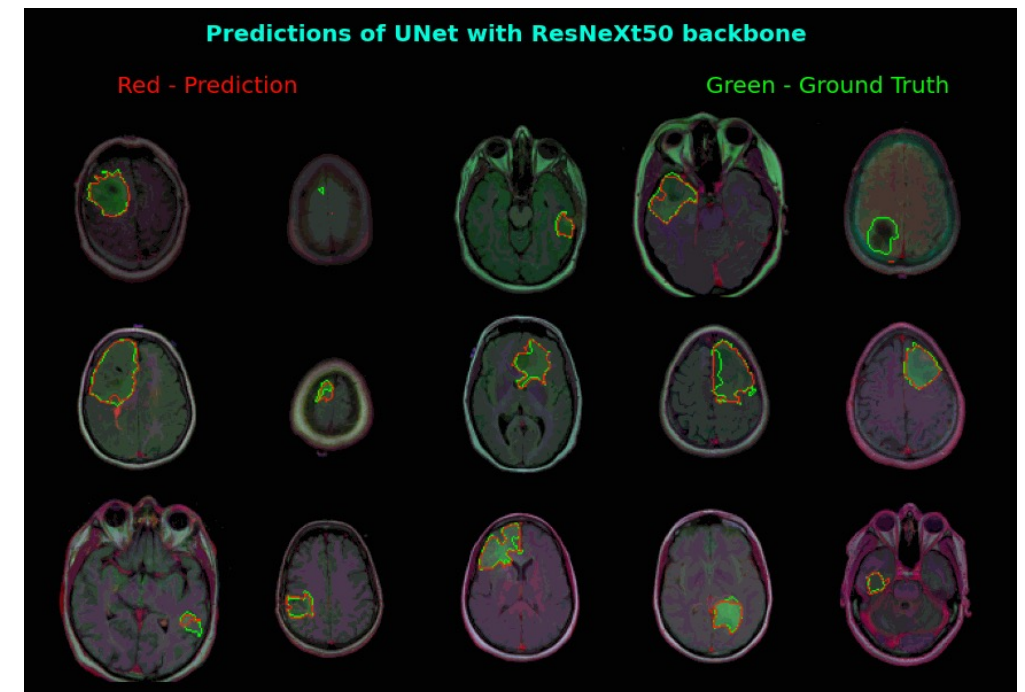 Predictions of UNet with ResNeXt50 backbone
Red - Prediction
Green - Ground Truth